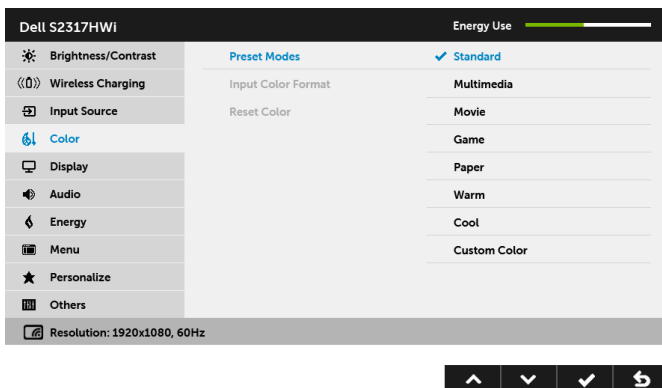 Dell S2317HWi Energy Use
Brightness/Contrast Preset Modes Standard
Wireless Charging Input Color Format Multimedia
Input Source Reset Color Movie
Color Game
Display Paper
Audio Warm
Energy Cool
Menu Custom Color
Personalize
Others
Resolution: 1920x1080, 60Hz